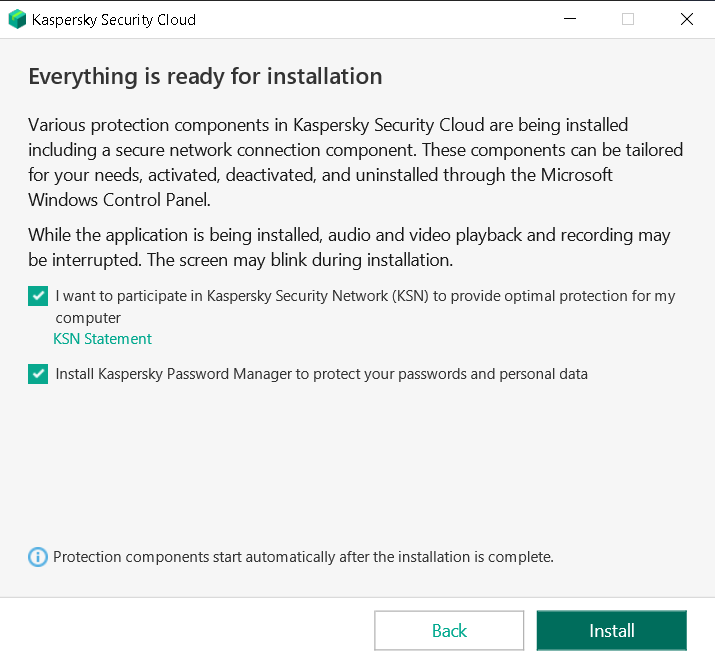 Kaspersky Security Cloud
Everything is ready for installation
Various protection components in Kaspersky Security Cloud are being installed
including a secure network connection component. These components can be tailored
for your needs, activated, deactivated, and uninstalled through the Microsoft
Windows Control Panel.
While the application is being installed, audio and video playback and recording may
be interrupted. The screen may blink during installation.
I want to participate in Kaspersky Security Network (KSN) to provide optimal protection for my
computer
KSN Statement
Install Kaspersky Password Manager to protect your passwords and personal data
Protection components start automatically after the installation is complete.
Back
Install